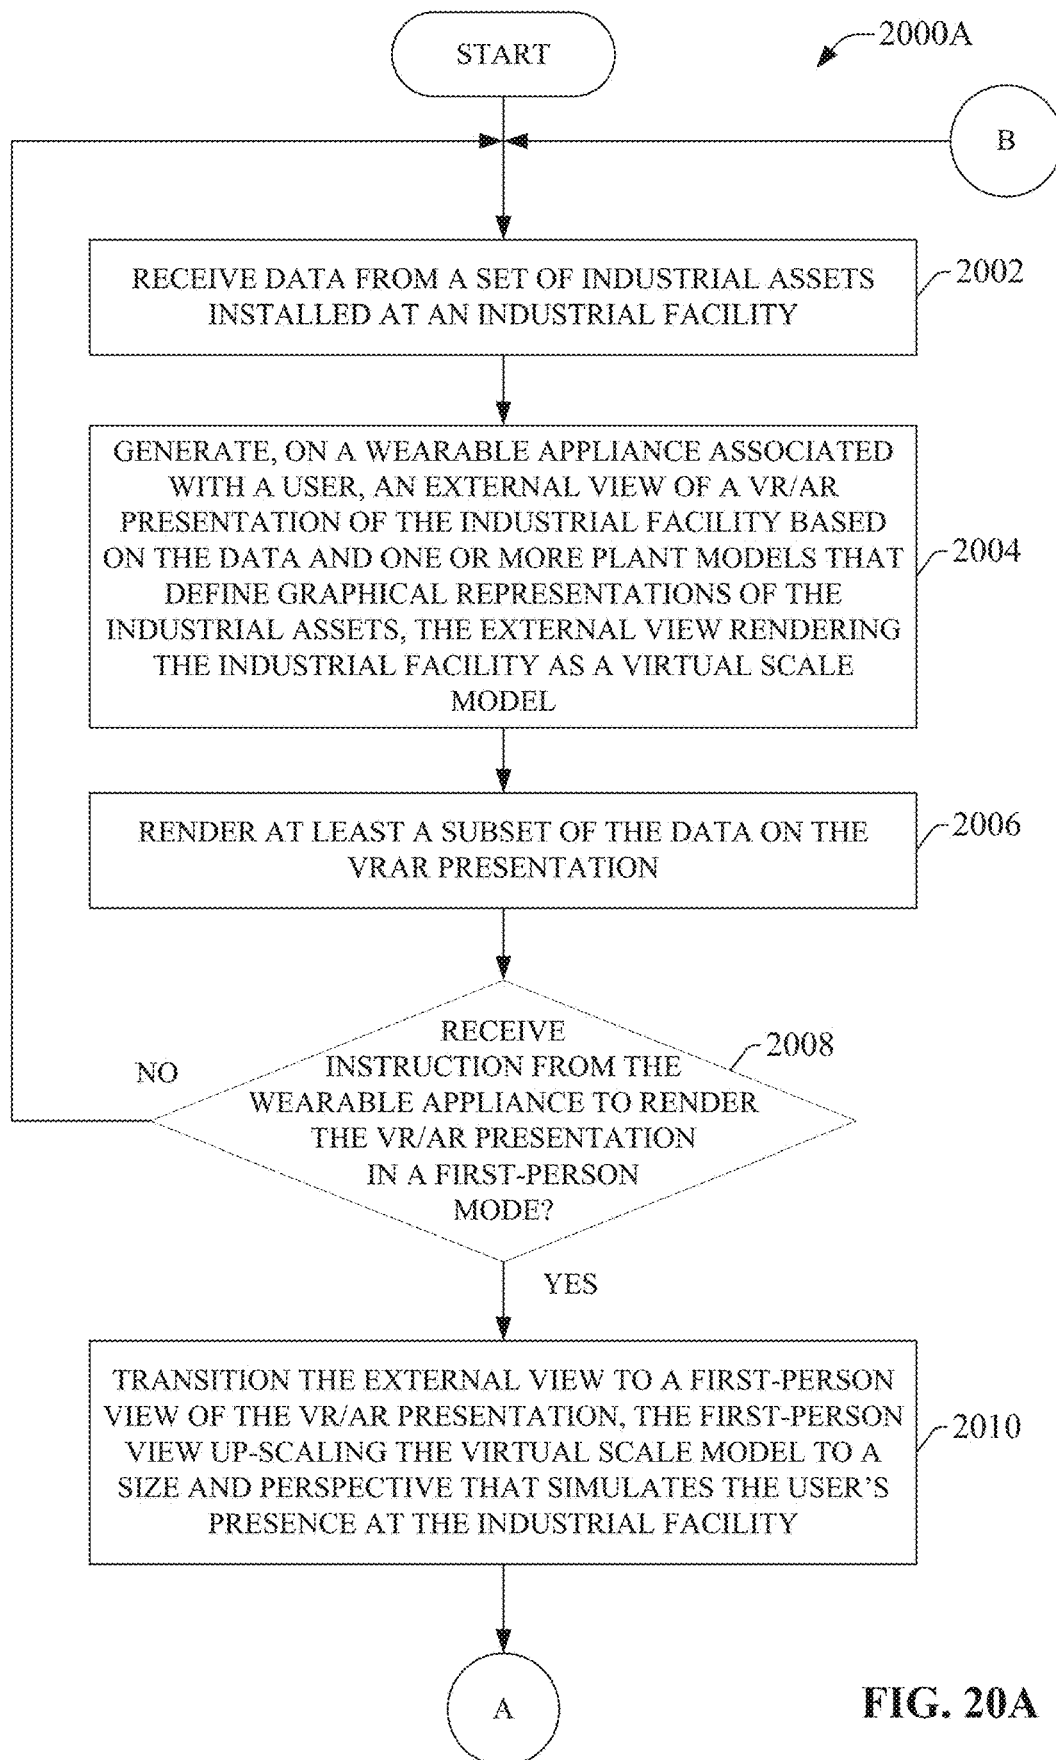 START
2000A
B
RECEIVE DATA FROM A SET OF INDUSTRIAL ASSETS
INSTALLED AT AN INDUSTRIAL FACILITY
2002
GENERATE, ON A WEARABLE APPLIANCE ASSOCIATED
WITH A USER, AN EXTERNAL VIEW OF A VR/AR
PRESENTATION OF THE INDUSTRIAL FACILITY BASED
ON THE DATA AND ONE OR MORE PLANT MODELS THAT
DEFINE GRAPHICAL REPRESENTATIONS OF THE
INDUSTRIAL ASSETS, THE EXTERNAL VIEW RENDERING
THE INDUSTRIAL FACILITY AS A VIRTUAL SCALE
MODEL
2004
RENDER AT LEAST A SUBSET OF THE DATA ON THE
VRAR PRESENTATION
2006
RECEIVE
INSTRUCTION FROM THE
WEARABLE APPLIANCE TO RENDER
THE VR/AR PRESENTATION
IN A FIRST-PERSON
MODE?
2008
NO
YES
TRANSITION THE EXTERNAL VIEW TO A FIRST-PERSON
VIEW OF THE VR/AR PRESENTATION, THE FIRST-PERSON
VIEW UP-SCALING THE VIRTUAL SCALE MODEL TO A
SIZE AND PERSPECTIVE THAT SIMULATES THE USER'S
PRESENCE AT THE INDUSTRIAL FACILITY
2010
A
FIG. 20A